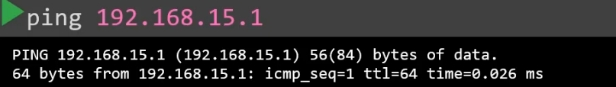 ping 192.168.15.1
PING 192.168.15.1 (192.168.15.1) 56(84) bytes of data.
64 bytes from 192.168.15.1: icmp_seq=1 ttl=64 time=0.026 ms